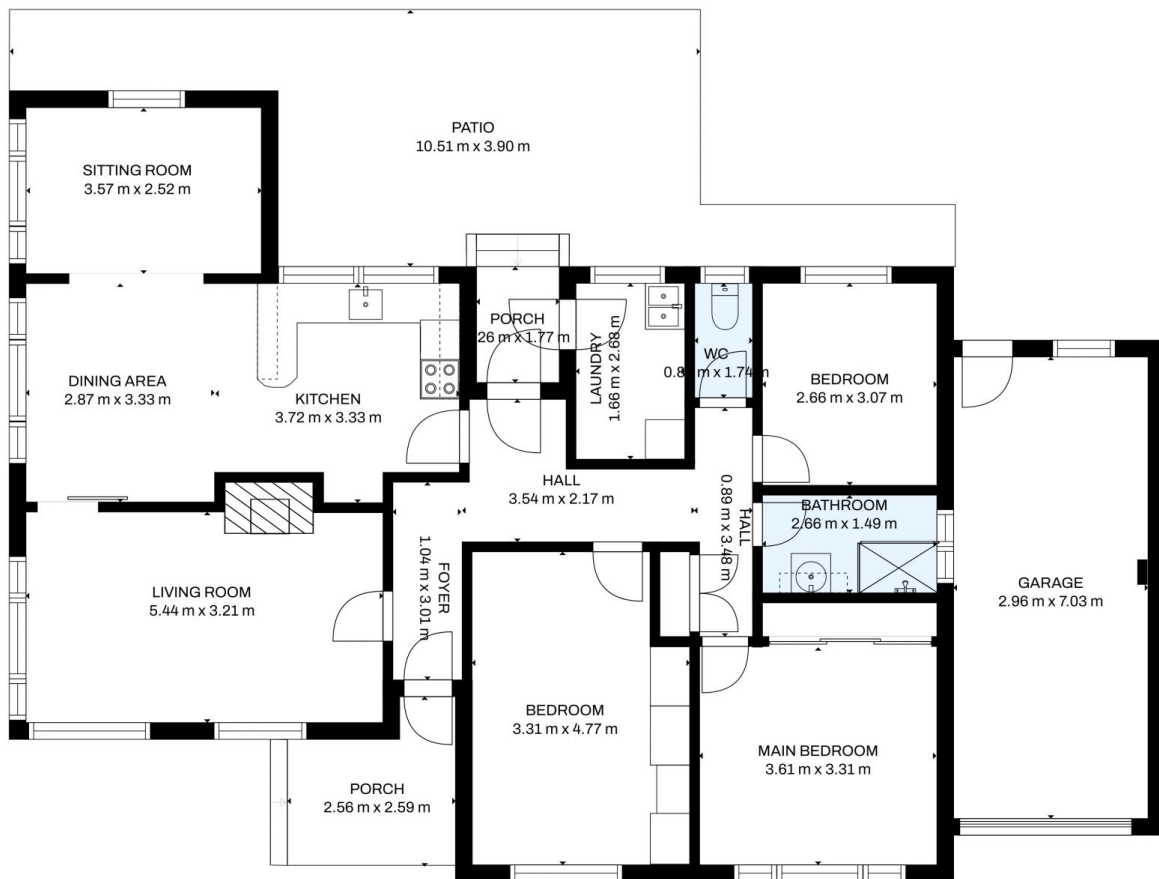 PATIO
10.51 m x 3.90 m
SITTING ROOM
3.57 m x 2.52 m
PORCH
26 m x 1.77 m
LAUNDRY
1.66 m x 2.68 m
WC
0.8 m x 1.74 m
BEDROOM
2.66 m x 3.07 m
DINING AREA
2.87 m x 3.33 m
KITCHEN
3.72 m x 3.33 m
HALL
3.54 m x 2.17 m
HALL
0.89 m x 3.48 m
BATHROOM
2.66 m x 1.49 m
GARAGE
2.96 m x 7.03 m
LIVING ROOM
5.44 m x 3.21 m
FOYER
1.04 m x 3.01 m
BEDROOM
3.31 m x 4.77 m
MAIN BEDROOM
3.61 m x 3.31 m
PORCH
2.56 m x 2.59 m